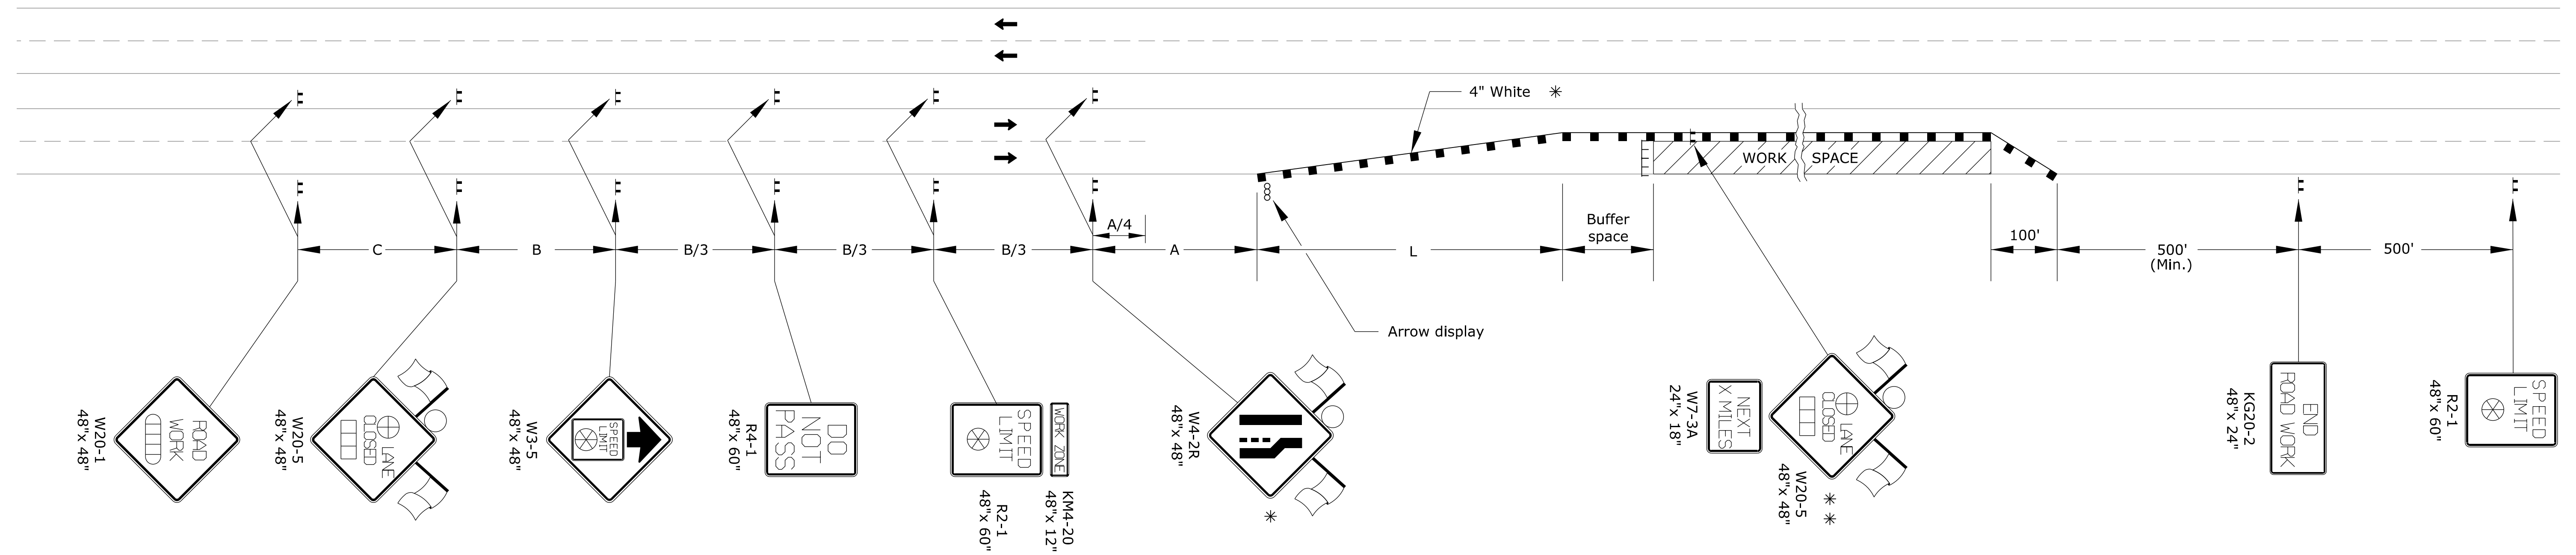 4" White *
WORK SPACE
A/4
Buffer
space
C
B
B/3
B/3
B/3
A
L
100'
500'
(Min.)
500'
Arrow display
ROAD
WORK
W20-1
48"x 48"
LANE
CLOSED
W20-5
48"x 48"
SPEED
LIMIT
W3-5
48"x 48"
DO
NOT
PASS
R4-1
48"x 60"
WORK ZONE
SPEED
LIMIT
KM4-20
48"x 12"
R2-1
48"x 60"
W4-2R
48"x 48"
*
NEXT
X MILES
W7-3A
24"x 18"
LANE
CLOSED
W20-5
48"x 48"
* *
END
ROAD WORK
KG20-2
48"x 24"
SPEED
LIMIT
R2-1
48"x 60"